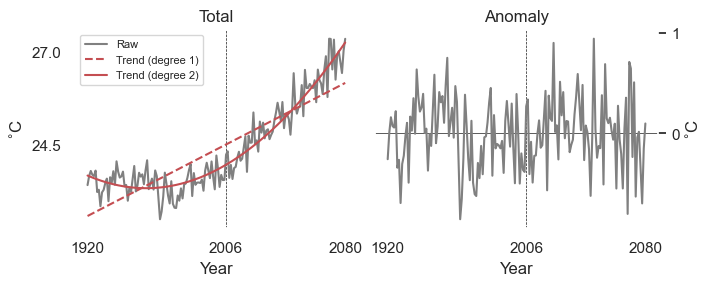 Total
Anomaly
Raw
Trend (degree 1)
Trend (degree 2)
27.0
24.5
°C
1
0
°C
1920
2006
2080
1920
2006
2080
Year
Year